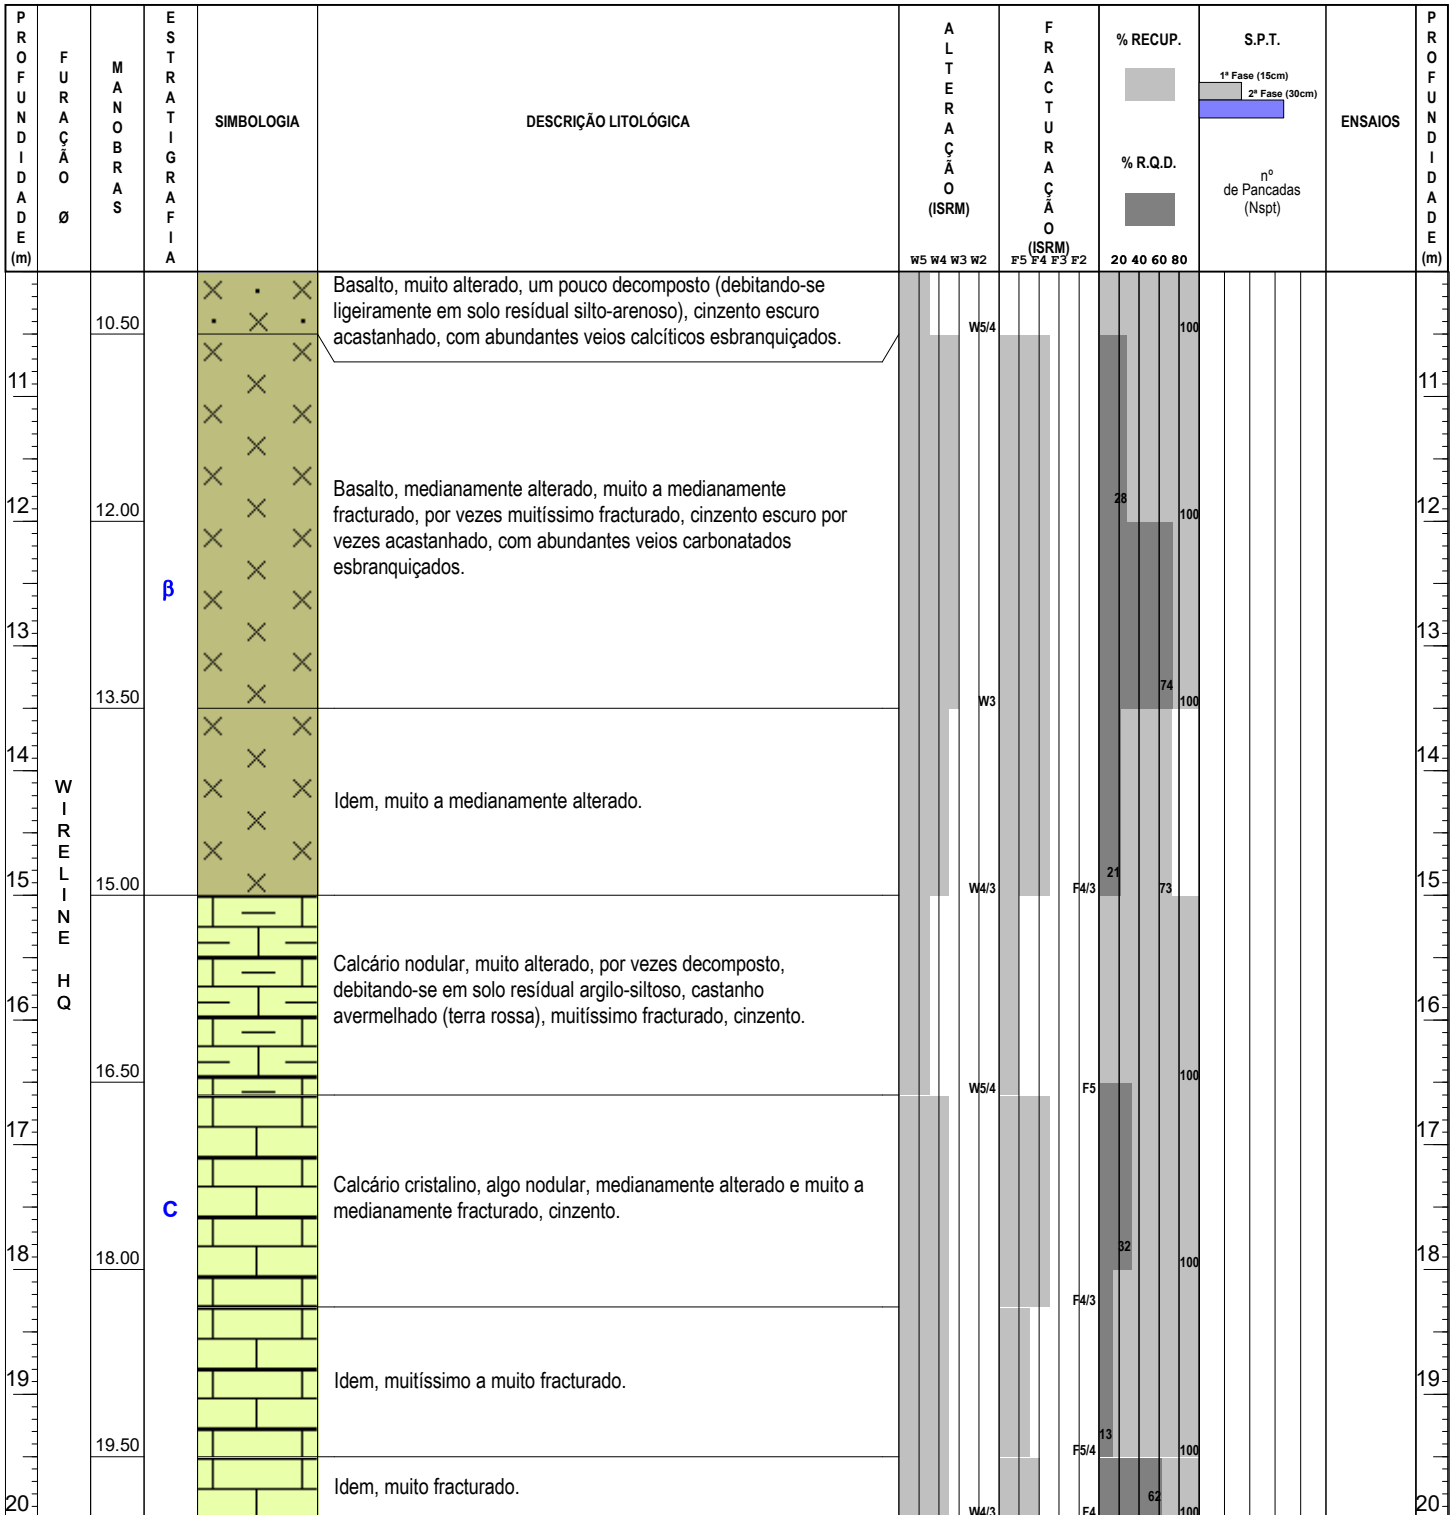 PROFUNDIDADE
(m)
FURAÇÃO Ø
MANOBRAS
ESTRATIGRAFIA
SIMBOLOGIA
DESCRIÇÃO LITOLÓGICA
ALTERAÇÃO
(ISRM)
W5 W4 W3 W2
FRACTURAÇÃO
(ISRM)
F5 F4 F3 F2
% RECUP.
% R.Q.D.
20 40 60 80
S.P.T.
1ª Fase (15cm)
2ª Fase (30cm)
nº
de Pancadas
(Nspt)
ENSAIOS
PROFUNDIDADE
(m)
Basalto, muito alterado, um pouco decomposto (debitando-se
ligeiramente em solo resídual silto-arenoso), cinzento escuro
acastanhado, com abundantes veios calcíticos esbranquiçados.
10.50
W5/4
100
11
11
Basalto, medianamente alterado, muito a medianamente
fracturado, por vezes muitíssimo fracturado, cinzento escuro por
vezes acastanhado, com abundantes veios carbonatados
esbranquiçados.
28
12
12.00
100
12
β
13
13
74
13.50
W3
100
14
14
WIRELINE HQ
Idem, muito a medianamente alterado.
21
15
15.00
W4/3
F4/3
73
15
Calcário nodular, muito alterado, por vezes decomposto,
debitando-se em solo resídual argilo-siltoso, castanho
avermelhado (terra rossa), muitíssimo fracturado, cinzento.
16
16
16.50
100
W5/4
F5
17
17
Calcário cristalino, algo nodular, medianamente alterado e muito a
medianamente fracturado, cinzento.
C
32
18
18.00
100
18
F4/3
19
Idem, muitíssimo a muito fracturado.
19
13
19.50
F5/4
100
Idem, muito fracturado.
62
20
W4/3
F4
100
20